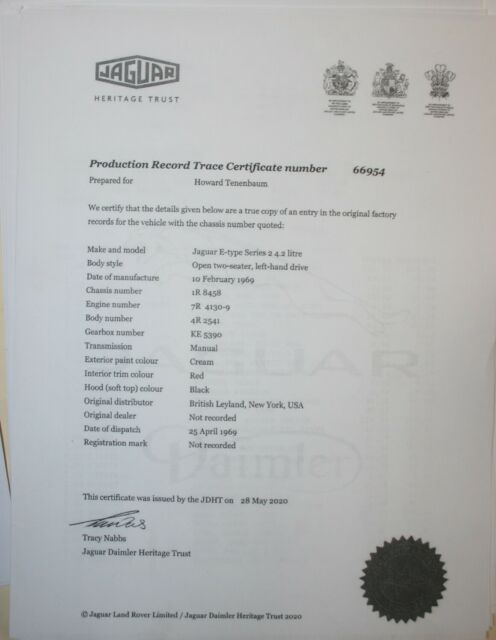 JAGUAR
HERITAGE TRUST
Production Record Trace Certificate number 66954
Prepared for Howard Tenenbaum
We certify that the details given below are a true copy of an entry in the original factory
records for the vehicle with the chassis number quoted:
Make and model Jaguar E-type Series 2 4.2 litre
Body style Open two-seater, left-hand drive
Date of manufacture 10 February 1969
Chassis number 1R 8458
Engine number 7R 4130-9
Body number 4R 2541
Gearbox number KE 5390
Transmission Manual
Exterior paint colour Cream
Interior trim colour Red
Hood (soft top) colour Black
Original distributor British Leyland, New York, USA
Original dealer Not recorded
Date of dispatch 25 April 1969
Registration mark Not recorded
JAGUAR
Daimler
This certificate was issued by the JDHT on 28 May 2020
Tracy Nabbs
Jaguar Daimler Heritage Trust
© Jaguar Land Rover Limited / Jaguar Daimler Heritage Trust 2020